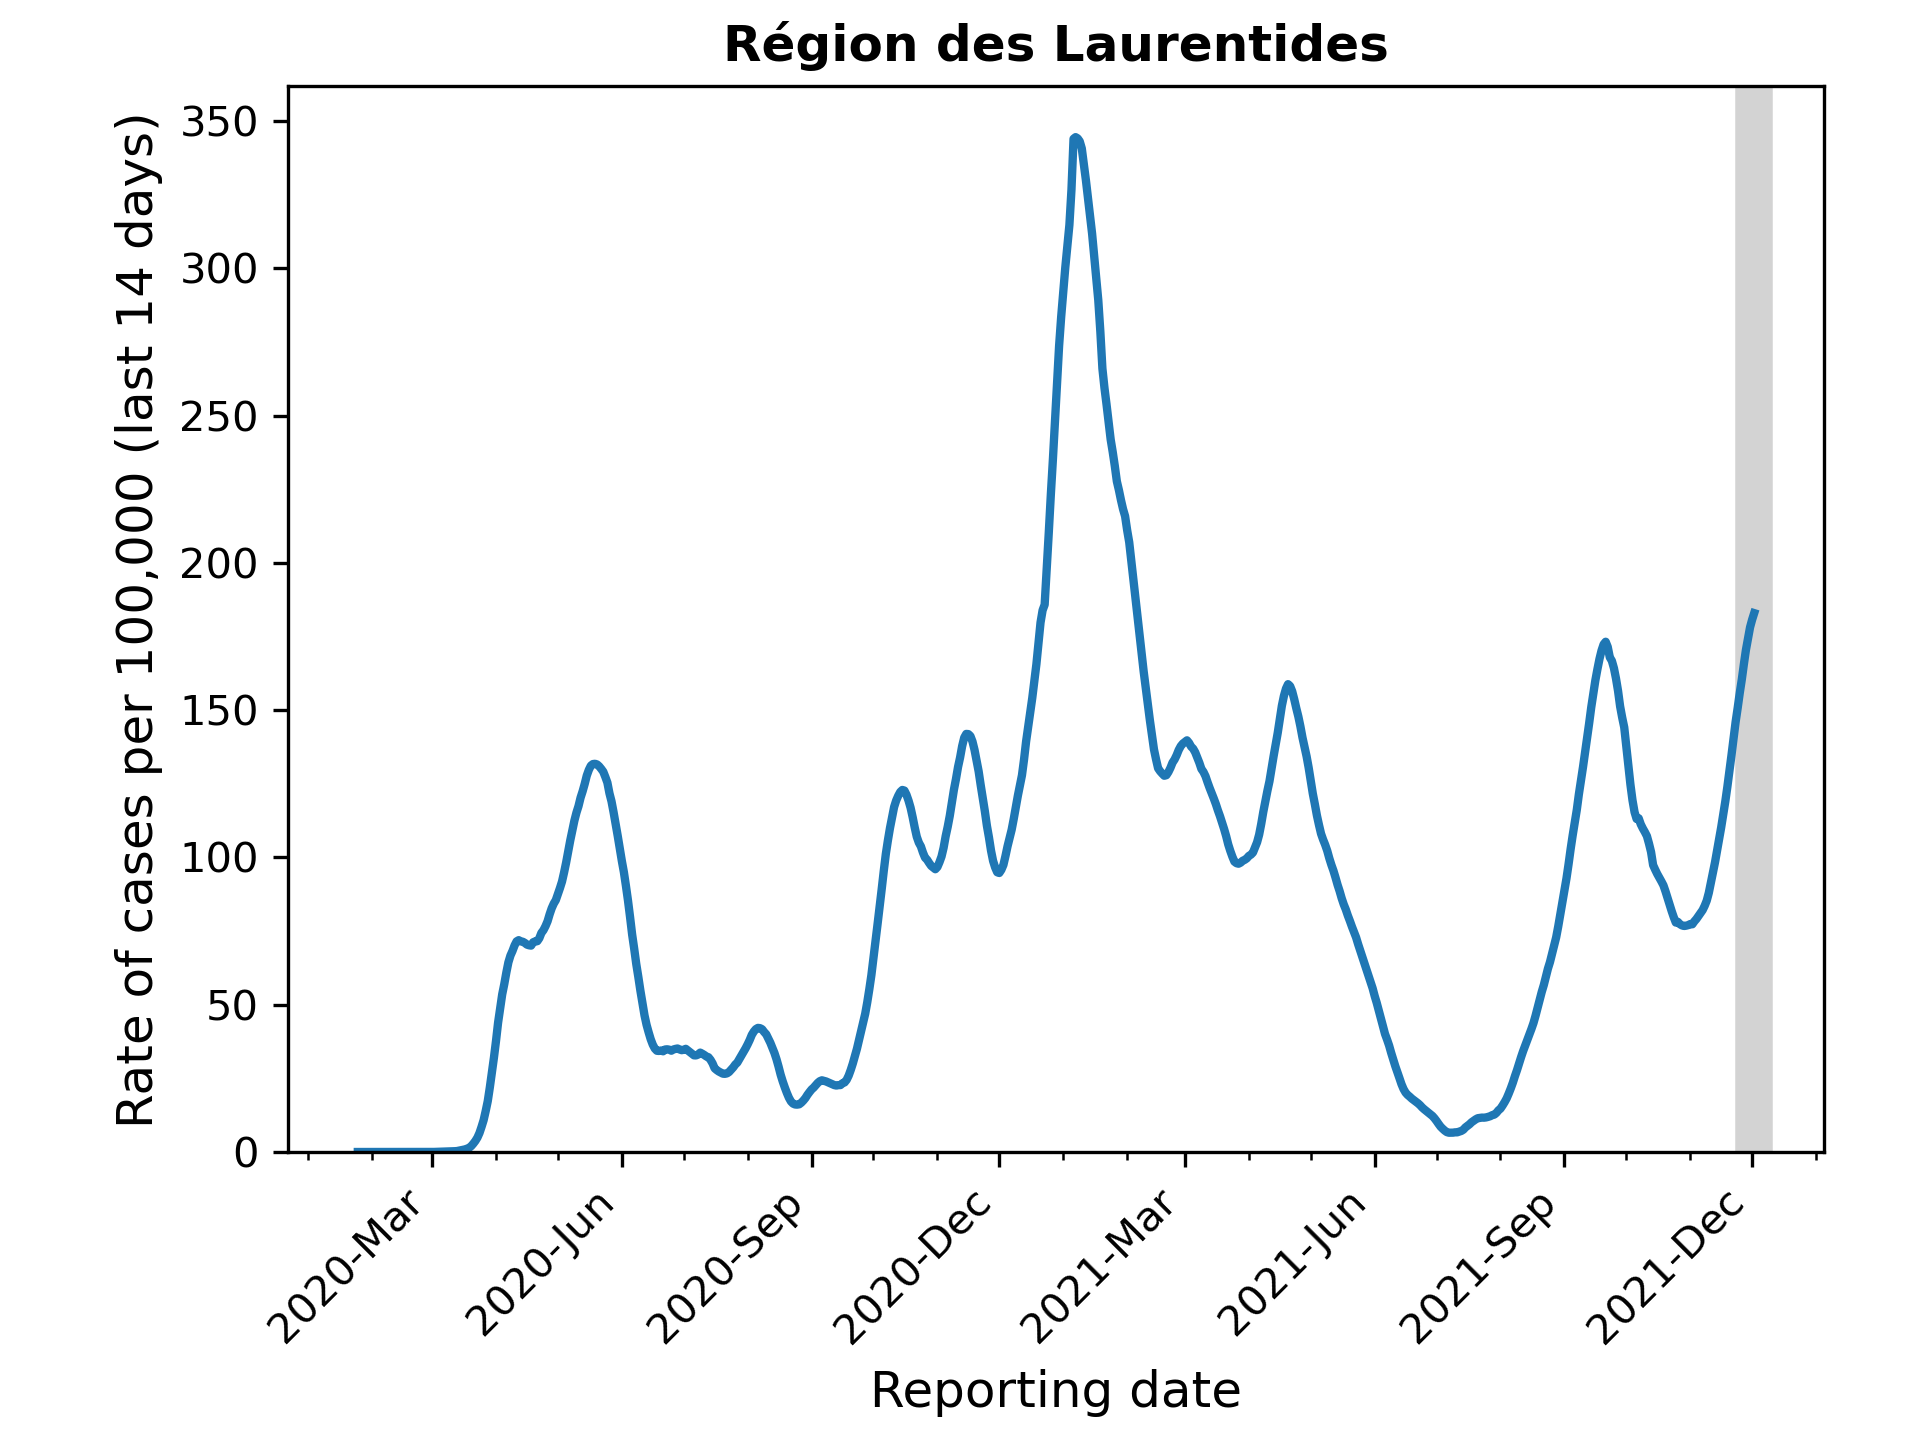 Région des Laurentides
Rate of cases per 100,000 (last 14 days)
350
300
250
200
150
100
50
0
2020-Mar
2020-Jun
2020-Sep
2020-Dec
2021-Mar
2021-Jun
2021-Sep
2021-Dec
Reporting date